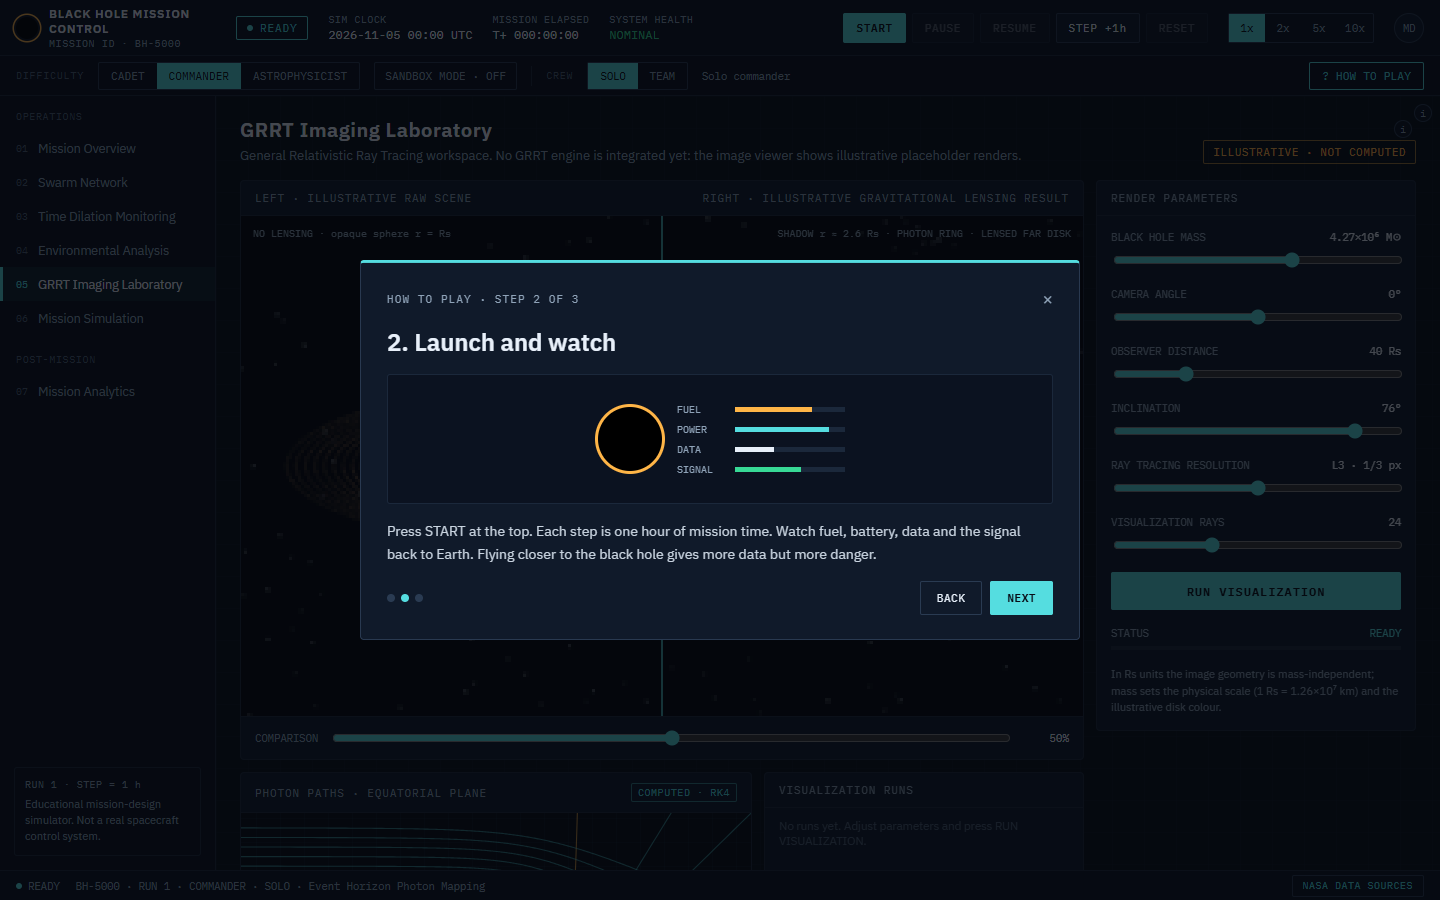 BLACK HOLE MISSION CONTROL
MISSION ID · BH-5000
READY
SIM CLOCK
2026-11-05 00:00 UTC
MISSION ELAPSED
T+ 000:00:00
SYSTEM HEALTH
NOMINAL
START
PAUSE
RESUME
STEP +1h
RESET
1x
2x
5x
10x
MD
DIFFICULTY
CADET
COMMANDER
ASTROPHYSICIST
SANDBOX MODE · OFF
CREW
SOLO
TEAM
Solo commander
? HOW TO PLAY
OPERATIONS
01 Mission Overview
02 Swarm Network
03 Time Dilation Monitoring
04 Environmental Analysis
05 GRRT Imaging Laboratory
06 Mission Simulation
POST-MISSION
07 Mission Analytics
RUN 1 · STEP = 1 h
Educational mission-design
simulator. Not a real spacecraft
control system.
GRRT Imaging Laboratory
General Relativistic Ray Tracing workspace. No GRRT engine is integrated yet: the image viewer shows illustrative placeholder renders.
i
i
ILLUSTRATIVE · NOT COMPUTED
LEFT · ILLUSTRATIVE RAW SCENE
RIGHT · ILLUSTRATIVE GRAVITATIONAL LENSING RESULT
NO LENSING · opaque sphere r = Rs
SHADOW r = 2.6 Rs · PHOTON RING · LENSED FAR DISK
HOW TO PLAY · STEP 2 OF 3
×
2. Launch and watch
FUEL
POWER
DATA
SIGNAL
Press START at the top. Each step is one hour of mission time. Watch fuel, battery, data and the signal
back to Earth. Flying closer to the black hole gives more data but more danger.
BACK
NEXT
COMPARISON
50%
PHOTON PATHS · EQUATORIAL PLANE
COMPUTED · RK4
VISUALIZATION RUNS
No runs yet. Adjust parameters and press RUN
VISUALIZATION.
RENDER PARAMETERS
BLACK HOLE MASS 4.27×10⁶ M⊙
CAMERA ANGLE 0°
OBSERVER DISTANCE 40 Rs
INCLINATION 76°
RAY TRACING RESOLUTION L3 · 1/3 px
VISUALIZATION RAYS 24
RUN VISUALIZATION
STATUS READY
In Rs units the image geometry is mass-independent;
mass sets the physical scale (1 Rs = 1.26×10⁷ km) and the
illustrative disk colour.
READY BH-5000 · RUN 1 · COMMANDER · SOLO · Event Horizon Photon Mapping
NASA DATA SOURCES